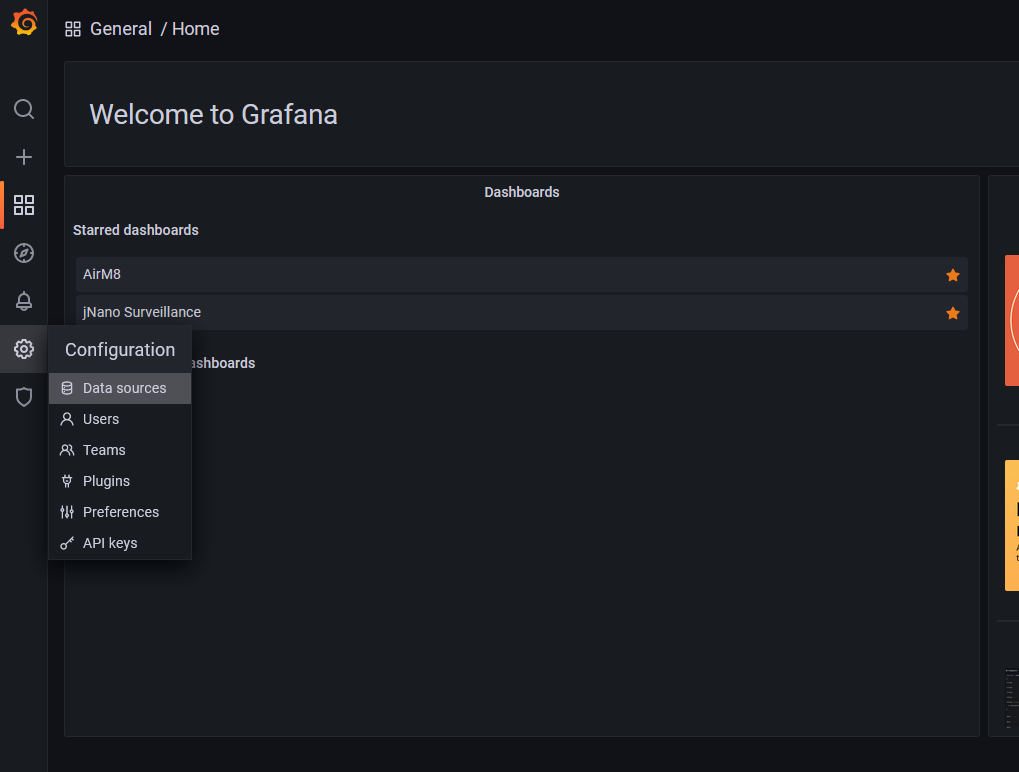 General / Home
Welcome to Grafana
Dashboards
Starred dashboards
AirM8
jNano Surveillance
ashboards
Configuration
Data sources
Users
Teams
Plugins
Preferences
API keys